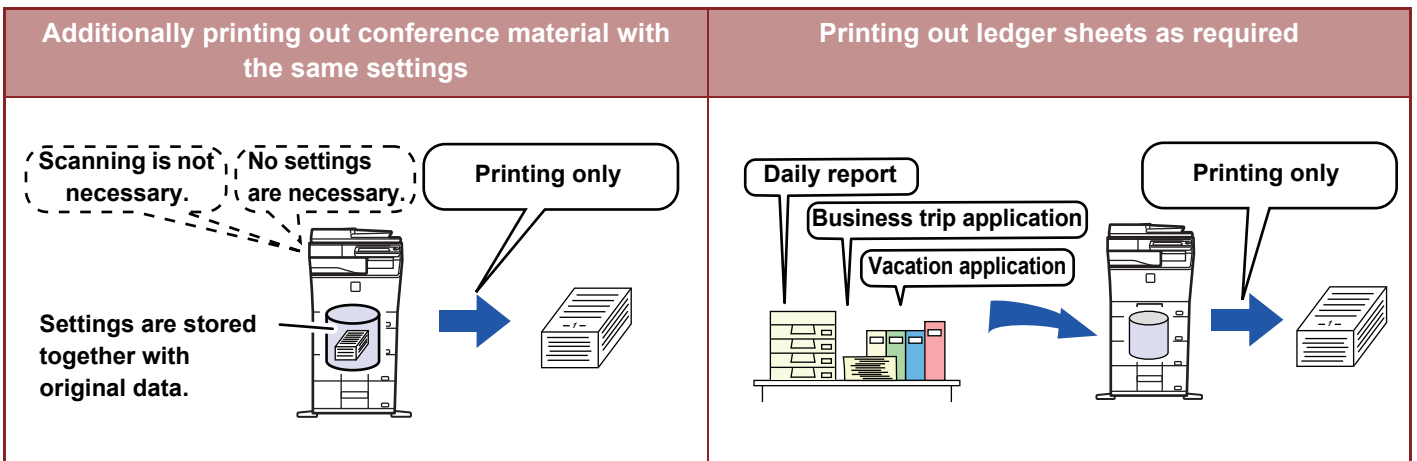 Additionally printing out conference material with
the same settings
Printing out ledger sheets as required
Scanning is not
necessary.
No settings
are necessary.
Printing only
Settings are stored
together with
original data.
-1-
Daily report
Business trip application
Vacation application
Printing only
-1-